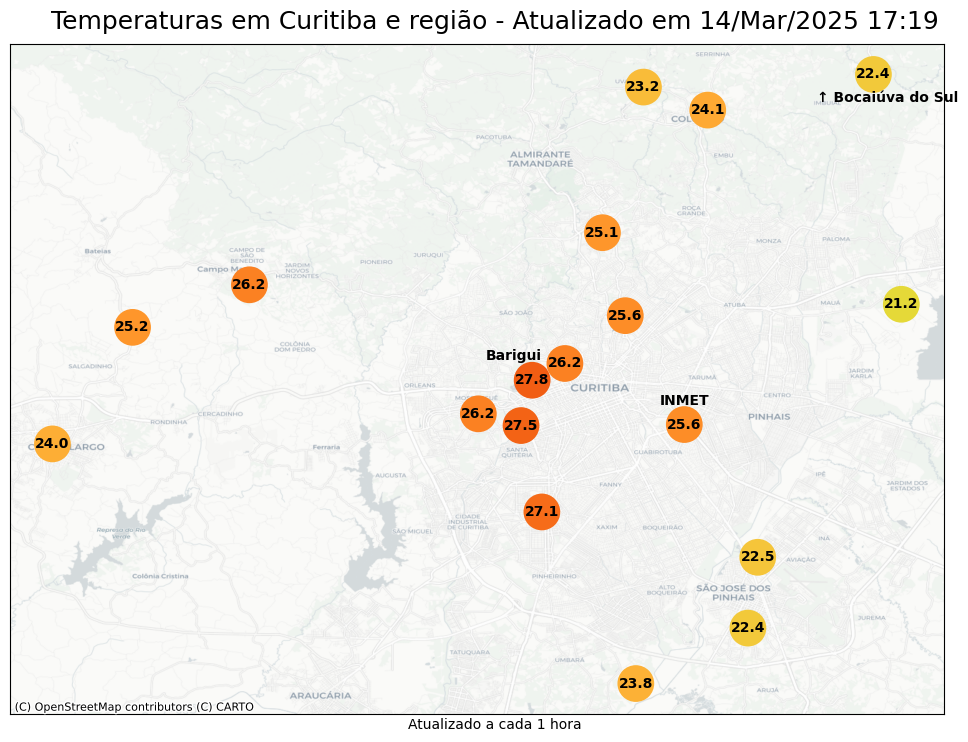 Temperaturas em Curitiba e região - Atualizado em 14/Mar/2025 17:19
SERRINHA
22.4
23.2
↑ Bocaiúva do Sul
24.1
PACOTUBA
ALMIRANTE
TAMANDARÉ
EMBU
ROÇA
GRANDE
25.1
MONZA
PALOMA
Bateias
CAMPO DE
SÃO
BENEDITO
JURUQUI
PIONEIRO
JARDIM
NOVOS
HORIZONTES
26.2
MAUÁ
21.2
ATUBA
SÃO JOÃO
25.6
25.2
COLÔNIA
DOM PEDRO
Barigui
26.2
SALGADINHO
JARDIM
KARLA
TARUMÃ
27.8
ORLEANS
CURITIBA
CENTRO
INMET
26.2
CERCADINHO
RONDINHA
27.5
25.6
PINHAIS
24.0
Ferraria
SANTA
QUITÉRIA
CUABIROTUBA
AUGUSTA
IPÊ
FANNY
JARDIM DOS
ESTADOS I
27.1
CIDADE
INDUSTRIAL
DE CURITIBA
SÃO MIGUEL
XAXIM
BOQUEIRÃO
Represa do Rio
Verde
INÁ
22.5
AVIAÇÃO
Colônia Cristina
PINHEIRINHO
ALTO
BOQUEIRÃO
SÃO JOSÉ DOS
PINHAIS
JUREMA
22.4
TATUQUARA
UMBARÁ
23.8
ARUJÁ
ARAUCÁRIA
(C) OpenStreetMap contributors (C) CARTO
Atualizado a cada 1 hora